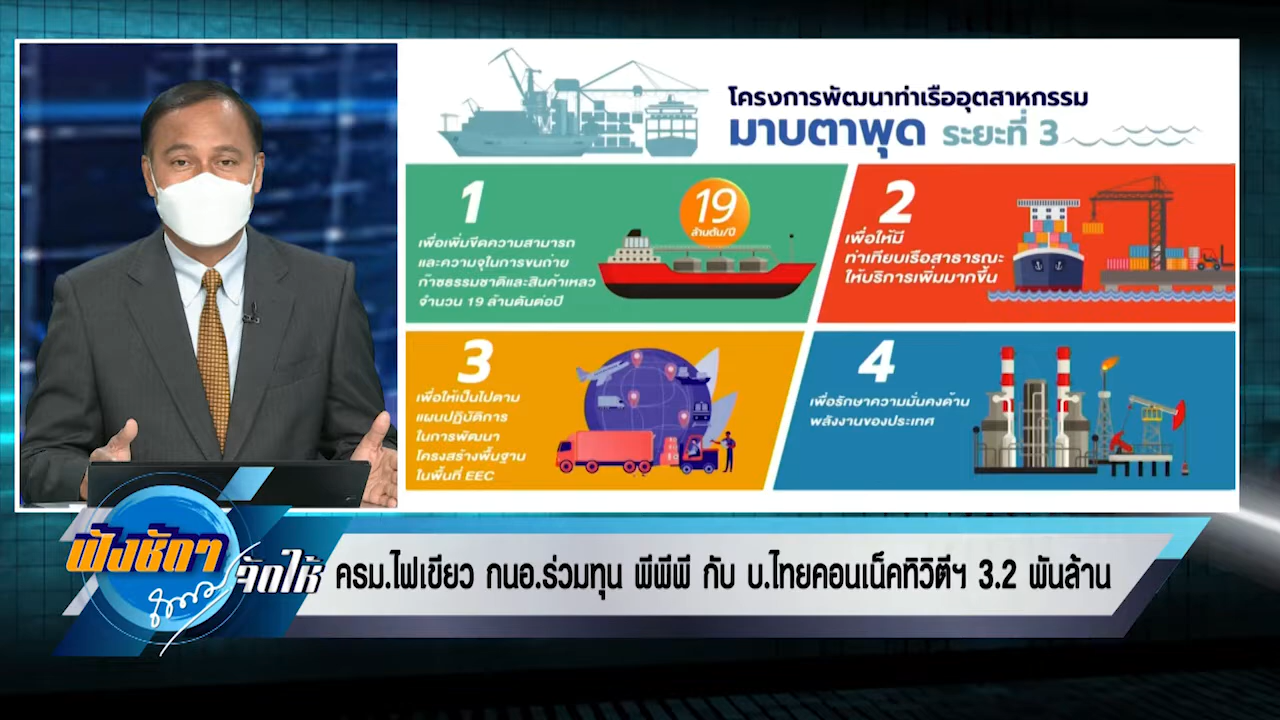 โครงการพัฒนาท่าเรืออุตสาหกรรม
มาบตาพุด ระยะที่ 3
1
เพื่อเพิ่มขีดความสามารถ
และความจุในการขนถ่าย
ก๊าซธรรมชาติและสินค้าเหลว
จำนวน 19 ล้านตันต่อปี
19
ล้านตัน/ปี
2
เพื่อให้มี
ท่าเทียบเรือสาธารณะ
ให้บริการเพิ่มมากขึ้น
3
เพื่อให้เป็นไปตาม
แผนปฏิบัติการ
ในการพัฒนา
โครงสร้างพื้นฐาน
ในพื้นที่ EEC
4
เพื่อรักษาความมั่นคงด้าน
พลังงานของประเทศ
ฟังชัดๆ
จัดให้
ครม.ไฟเขียว กนอ.ร่วมทุน พีพีพี กับ บ.ไทยคอนเน็คทิวิตีฯ 3.2 พันล้าน